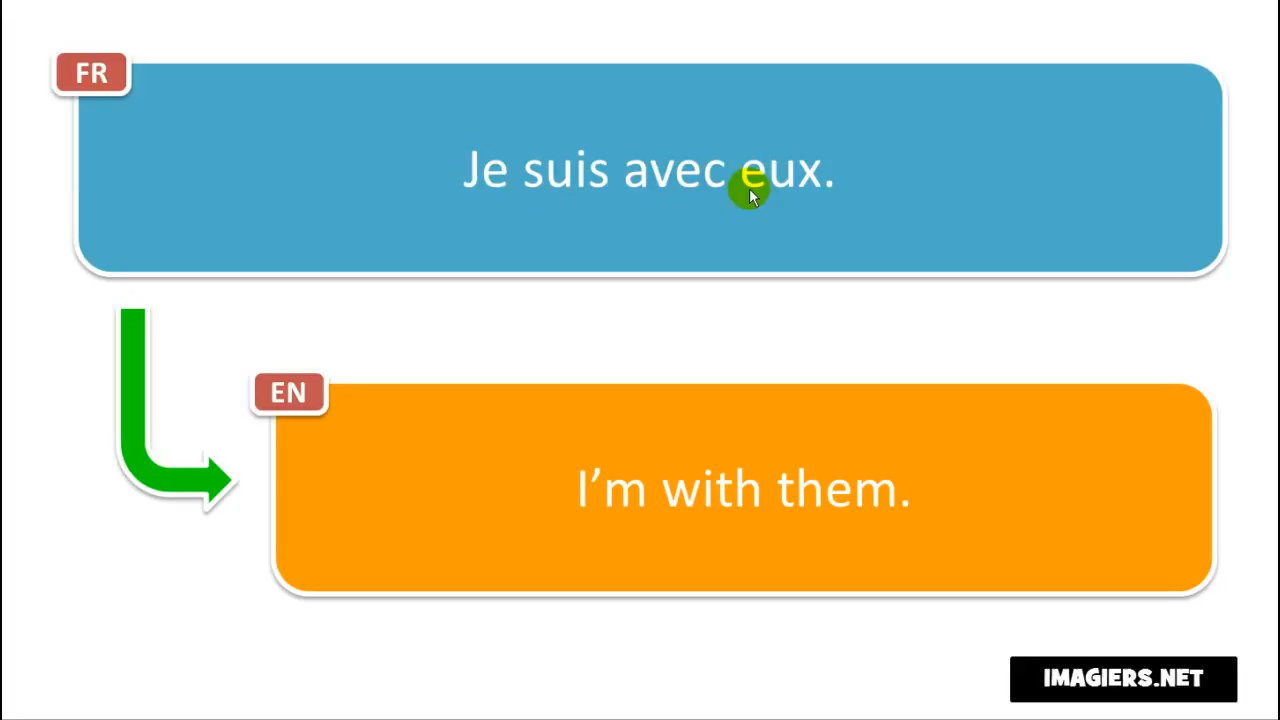 FR
Je suis avec eux.
EN
I’m with them.
IMAGIERS.NET